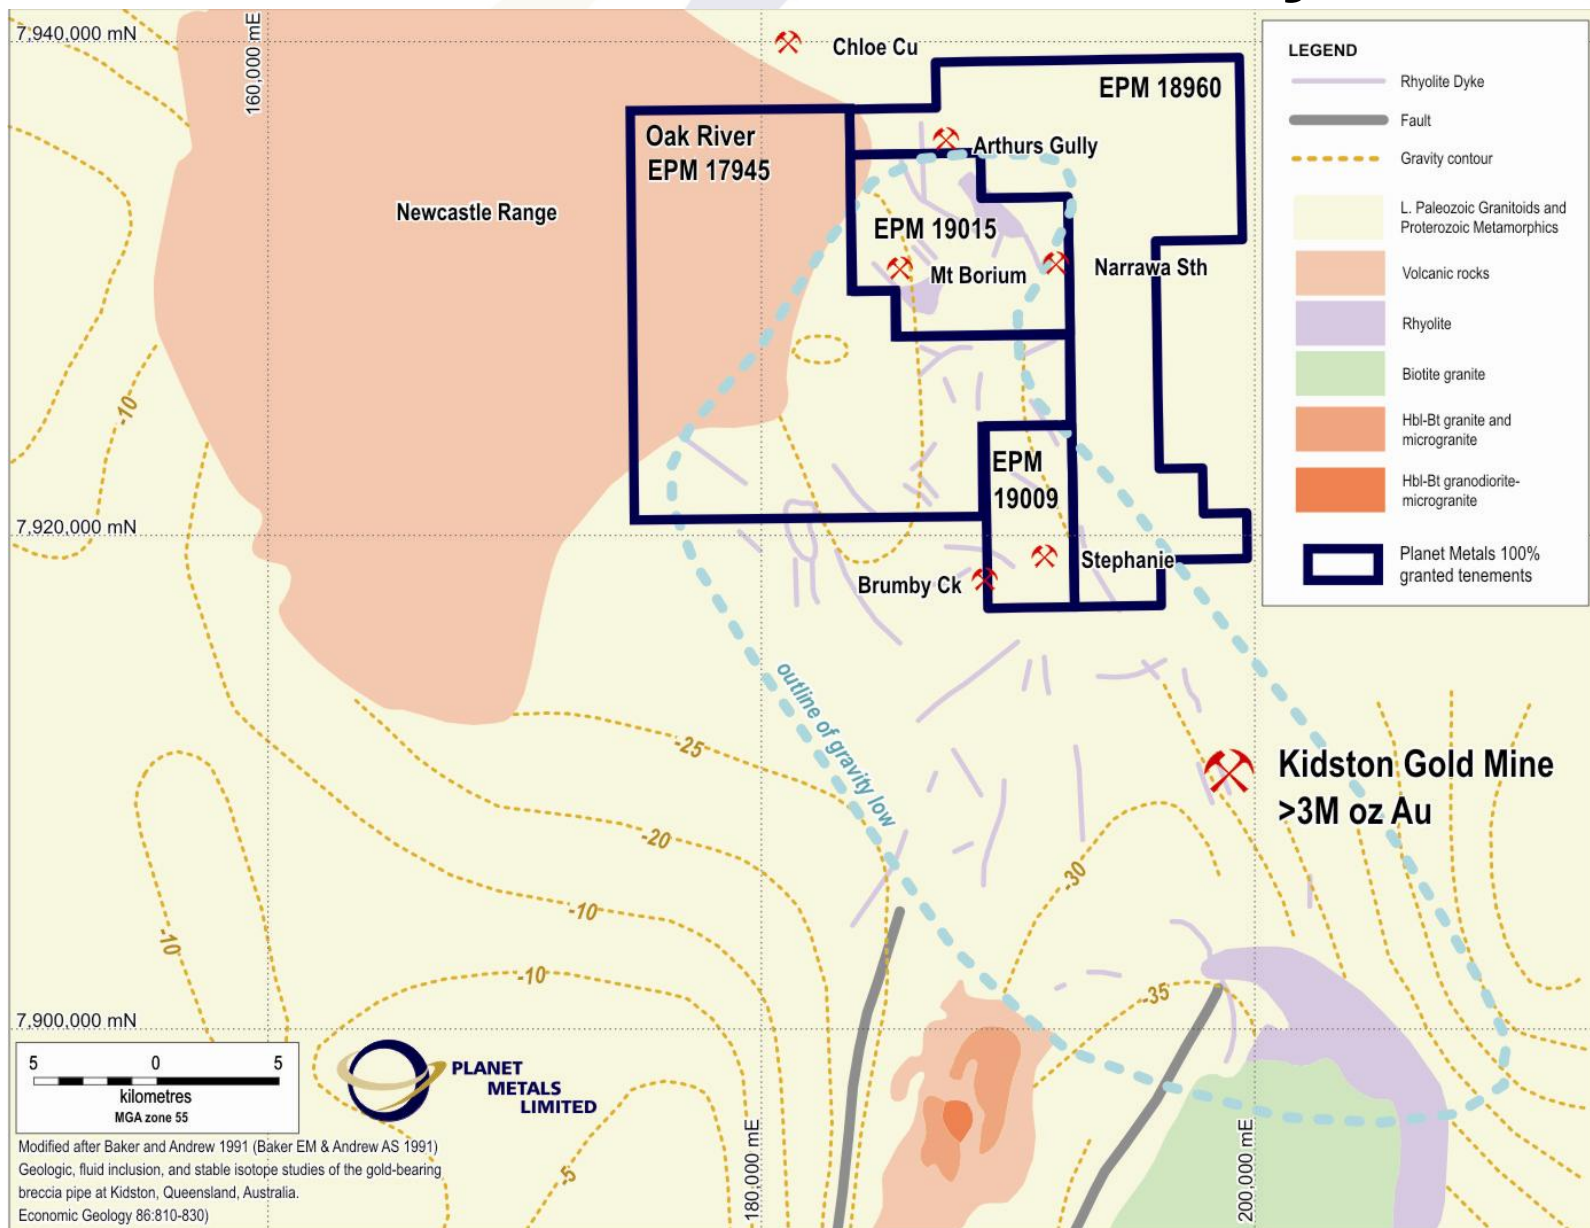 7,940,000 mN
160,000 mE
Chloe Cu
EPM 18960
Oak River
EPM 17945
Arthurs Gully
Newcastle Range
EPM 19015
Mt Borium
Narrawa Sth
-10
EPM
19009
7,920,000 mN
Stephanie
Brumby Ck
outline of gravity low
-25
Kidston Gold Mine
>3M oz Au
-20
-30
-10
-10
-10
-35
7,900,000 mN
-5
180,000 mE
200,000 mE
LEGEND
Rhyolite Dyke
Fault
Gravity contour
L. Paleozoic Granitoids and
Proterozoic Metamorphics
Volcanic rocks
Rhyolite
Biotite granite
Hbl-Bt granite and
microgranite
Hbl-Bt granodiorite-
microgranite
Planet Metals 100%
granted tenements
5 0 5
kilometres
MGA zone 55
PLANET
METALS
LIMITED
Modified after Baker and Andrew 1991 (Baker EM & Andrew AS 1991)
Geologic, fluid inclusion, and stable isotope studies of the gold-bearing
breccia pipe at Kidston, Queensland, Australia.
Economic Geology 86:810-830)